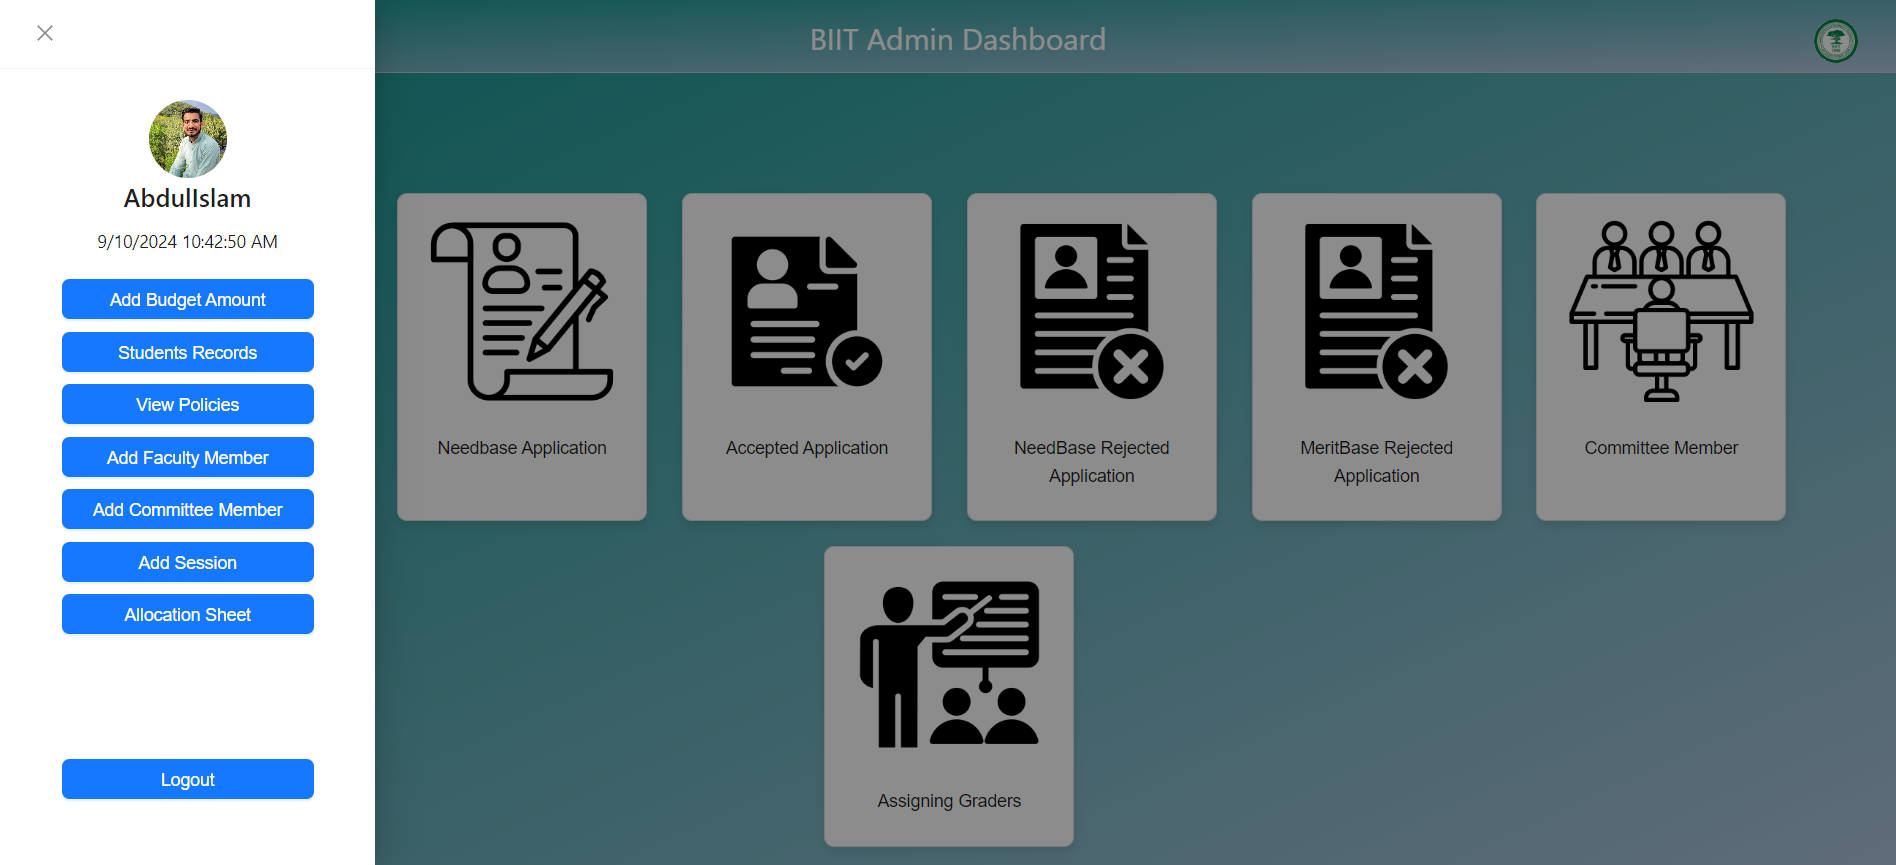 BIIT Admin Dashboard
AbdulIslam
9/10/2024 10:42:50 AM
Add Budget Amount
Students Records
View Policies
Add Faculty Member
Add Committee Member
Add Session
Allocation Sheet
Logout
Needbase Application
Accepted Application
NeedBase Rejected
Application
MeritBase Rejected
Application
Committee Member
Assigning Graders